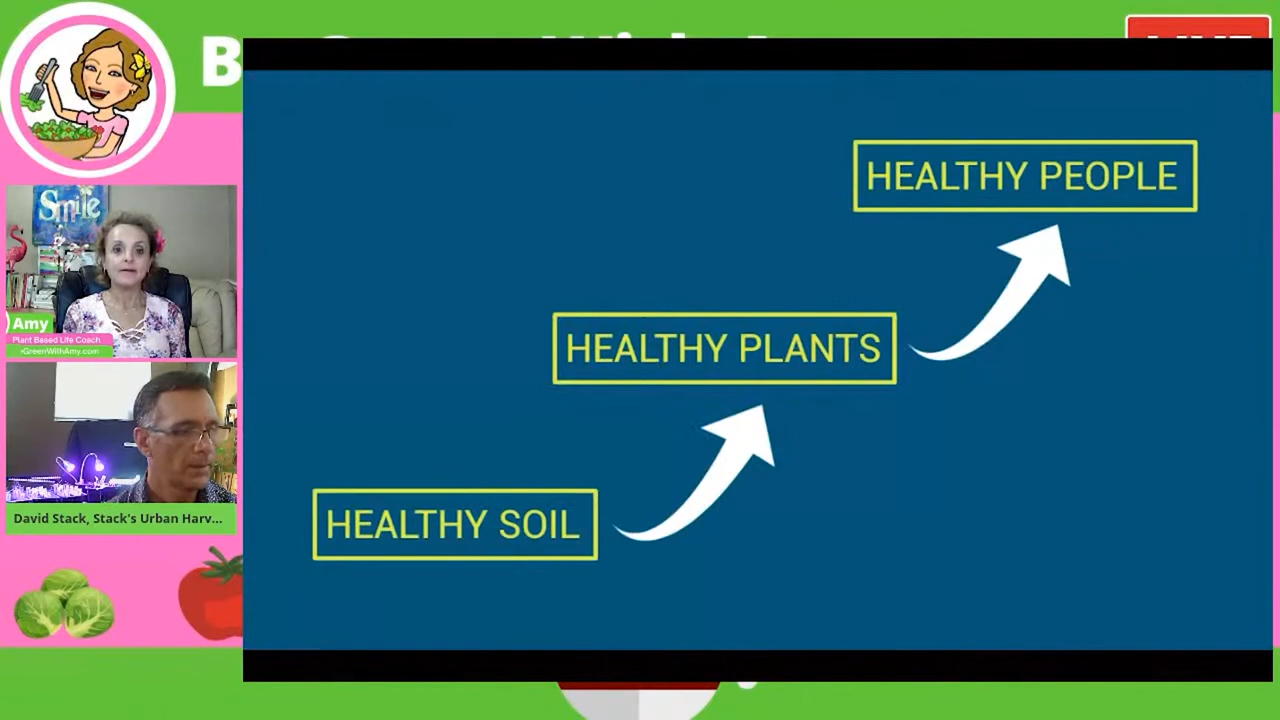 B
HEALTHY PEOPLE
Smile
HEALTHY PLANTS
Amy
Plant Based Life Coach
GreenWithAmy.com
HEALTHY SOIL
David Stack, Stack's Urban Harv...